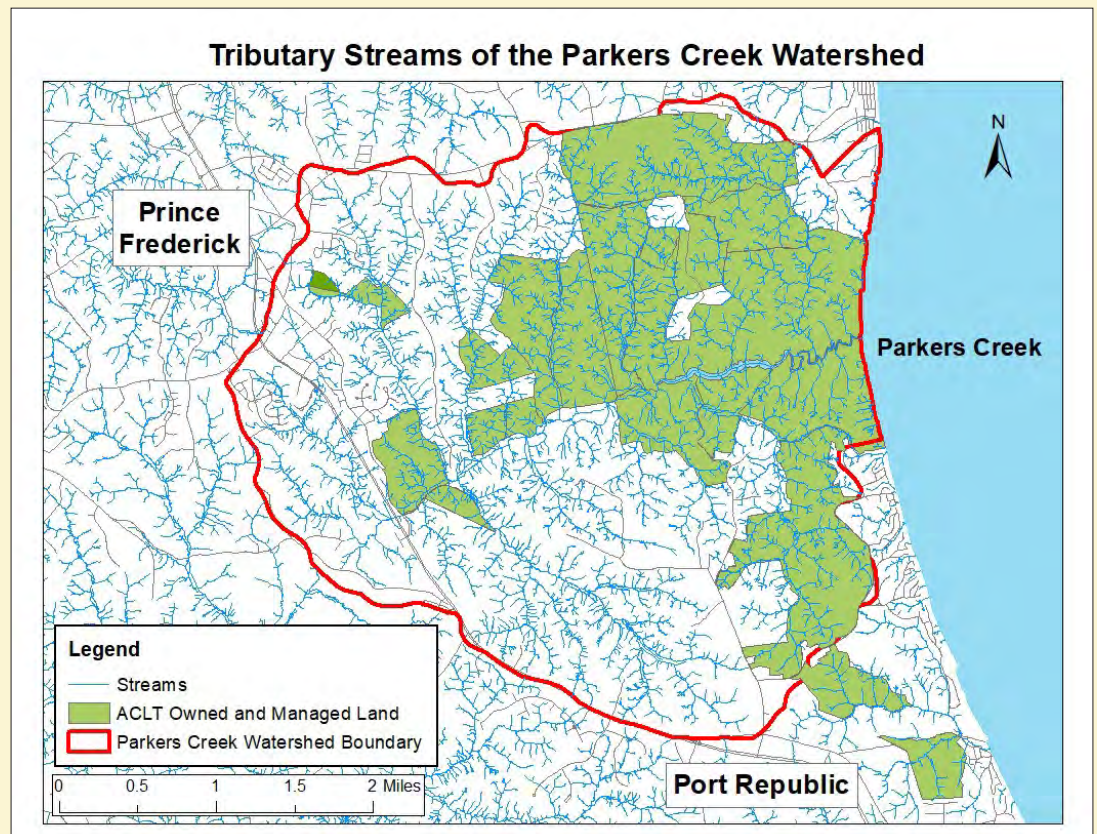 Tributary Streams of the Parkers Creek Watershed
N
Prince
Frederick
Parkers Creek
Legend
Streams
ACLT Owned and Managed Land
Parkers Creek Watershed Boundary
0 0.5 1 1.5 2 Miles
Port Republic